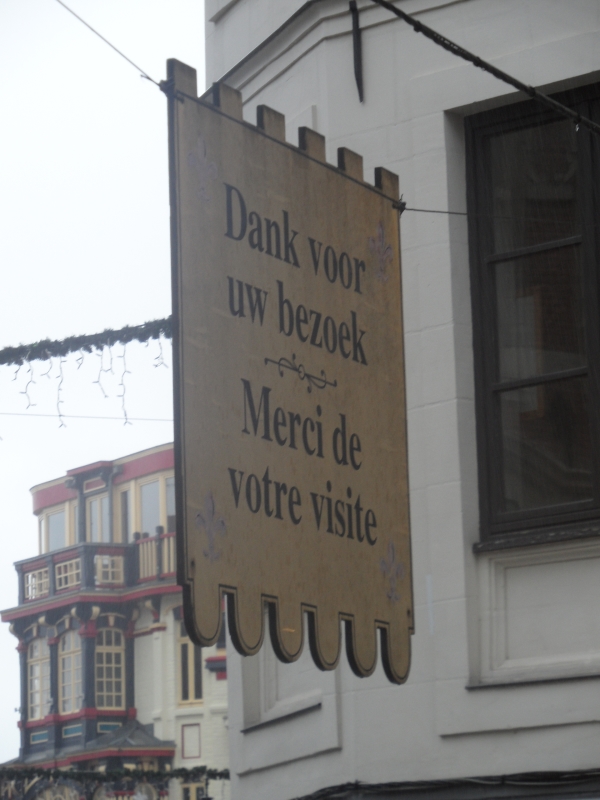 Dank voor
uw bezoek
Merci de
votre visite